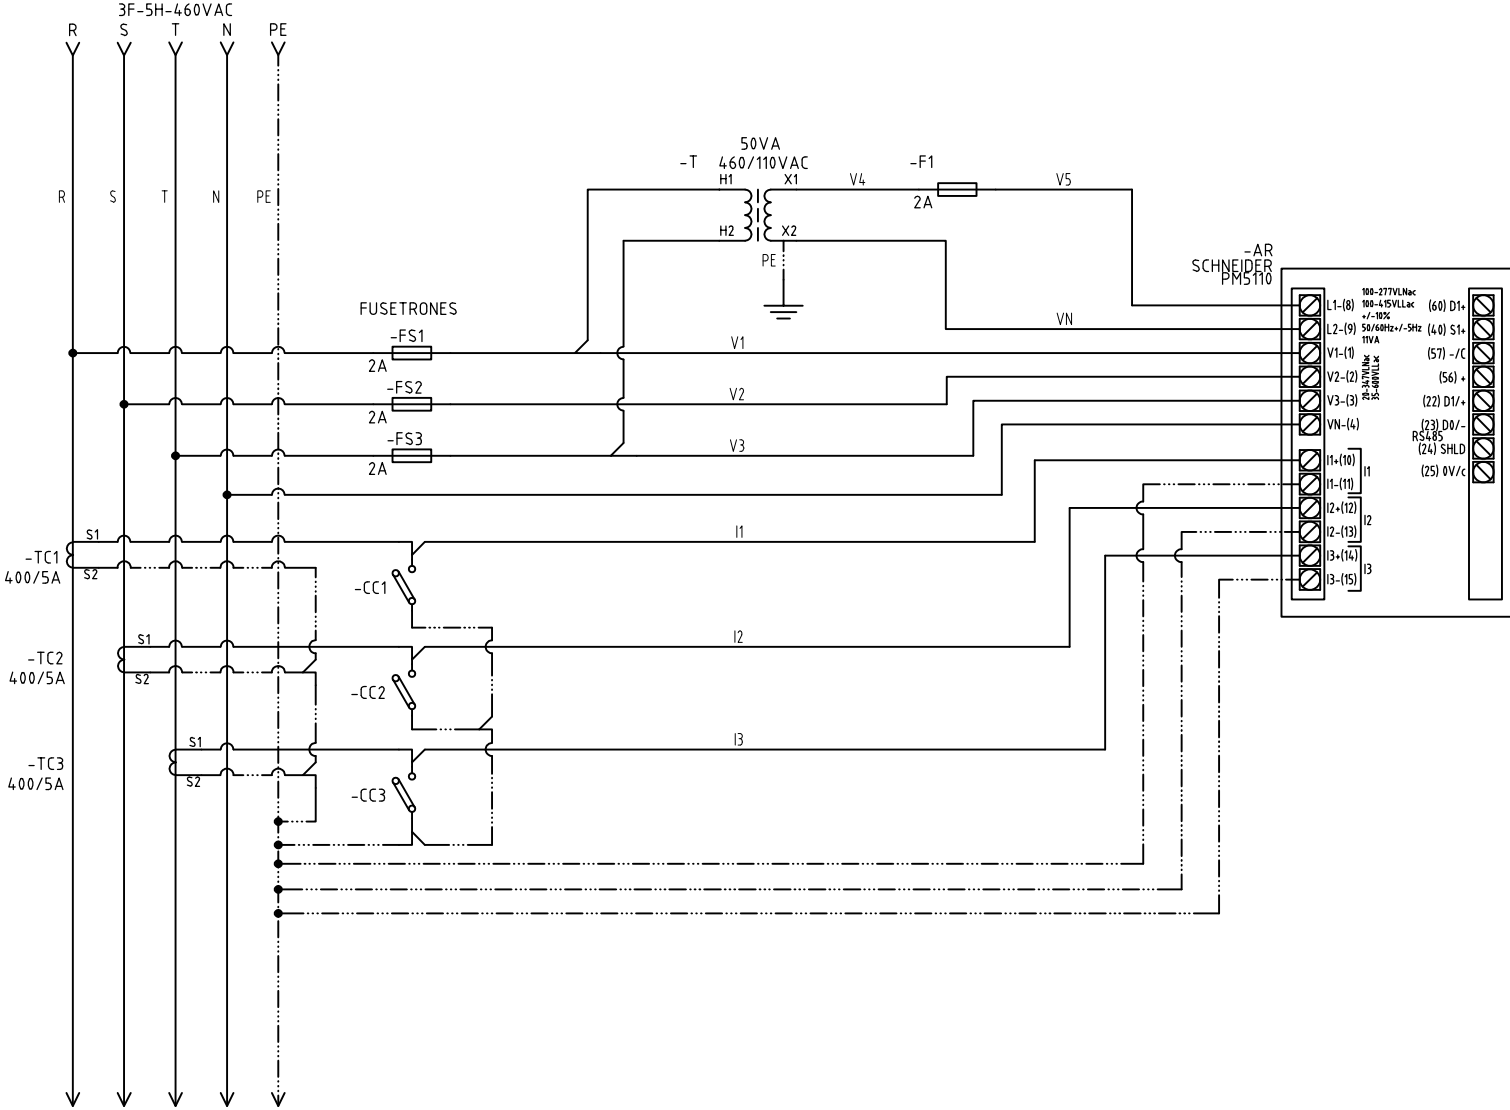 3F-5H-460VAC
R S T N PE
R S T N PE
50VA
-T 460/110VAC
H1 X1
H2 X2
PE
V4
-F1
2A
V5
VN
FUSETRONES
-FS1
2A
V1
-FS2
2A
V2
-FS3
2A
V3
-AR
SCHNEIDER
PM5110
L1-(8)
L2-(9)
V1-(1)
V2-(2)
V3-(3)
VN-(4)
I1+(10)
I1-(11)
I1
I2+(12)
I2-(13)
I2
I3+(14)
I3-(15)
I3
100-277VLNac
100-415VLLac
+/-10%
50/60Hz+/-5Hz
11VA
20-347VLNac
35-600VLLac
(60) D1+
(40) S1+
(57) -/C
(56) +
(22) D1/+
(23) D0/-
RS485
(24) SHLD
(25) 0V/c
S1
-TC1
400/5A
S2
-CC1
I1
S1
-TC2
400/5A
S2
-CC2
I2
S1
-TC3
400/5A
S2
-CC3
I3